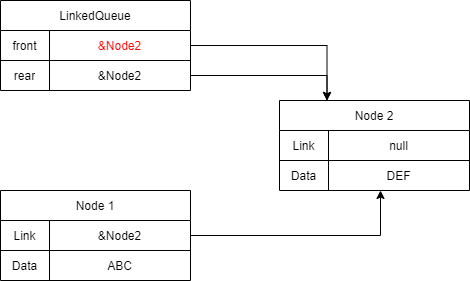 LinkedQueue
front &Node2
rear &Node2
Node 2
Link null
Data DEF
Node 1
Link &Node2
Data ABC